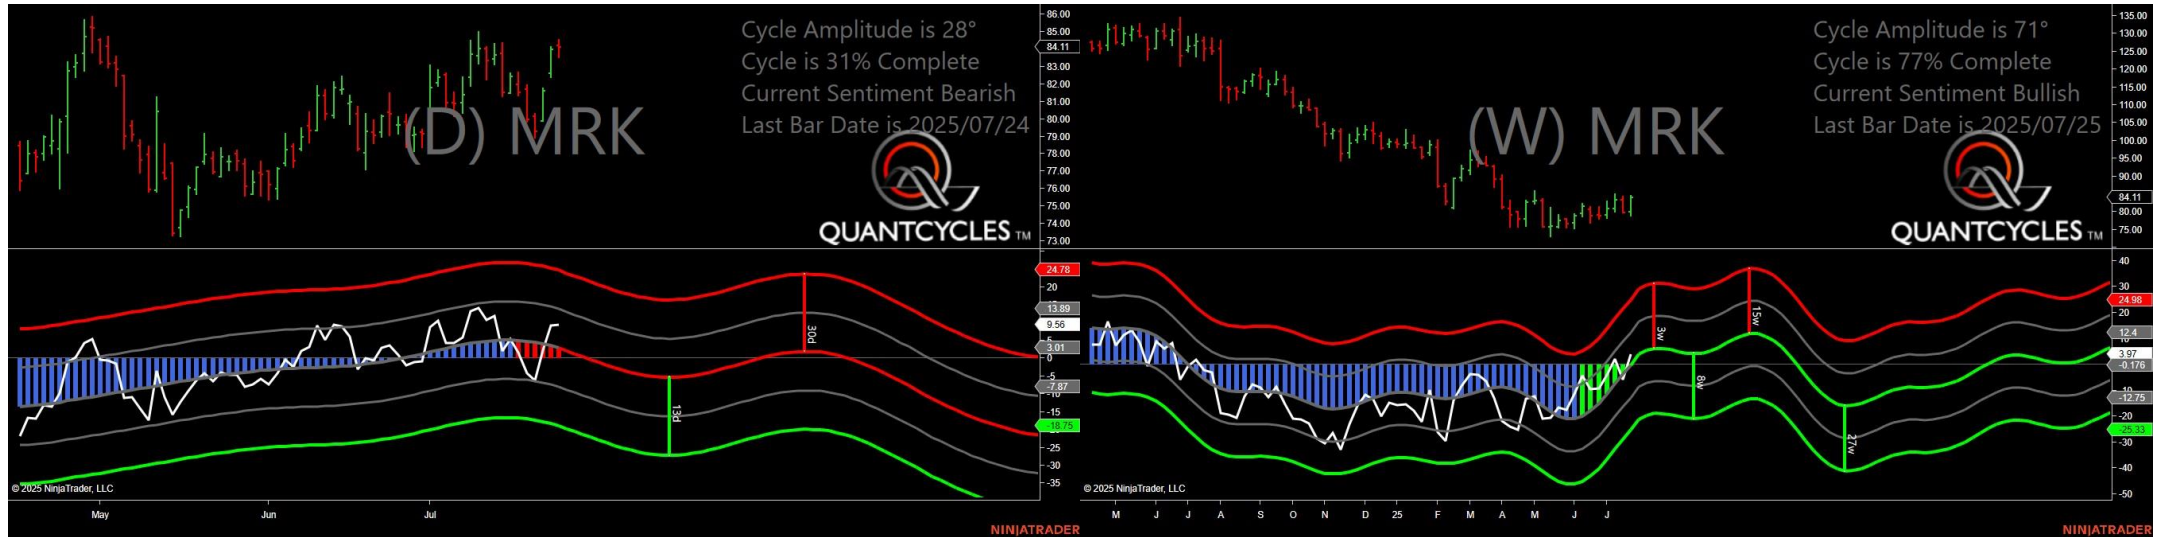 Cycle Amplitude is 28°
Cycle is 31% Complete
Current Sentiment Bearish
Last Bar Date is 2025/07/24
(D) MRK
QUANTCYCLES TM
86.00
85.00
84.11
83.00
82.00
81.00
80.00
79.00
78.00
77.00
76.00
75.00
74.00
73.00
24.78
20
13.89
9.56
3.01
0
-5
-7.87
-10
-15
-18.75
-25
-30
-35
30d
13d
© 2025 NinjaTrader, LLC
May Jun Jul
NINJATRADER
Cycle Amplitude is 71°
Cycle is 77% Complete
Current Sentiment Bullish
Last Bar Date is 2025/07/25
(W) MRK
QUANTCYCLES TM
135.00
130.00
125.00
120.00
115.00
110.00
105.00
100.00
95.00
90.00
84.11
80.00
75.00
40
30
24.98
20
12.4
10
3.97
-0.176
-10
-12.75
-20
-25.33
-30
-40
-50
3w
15w
8w
27w
© 2025 NinjaTrader, LLC
M J J A S O N D 25 F M A M J J
NINJATRADER